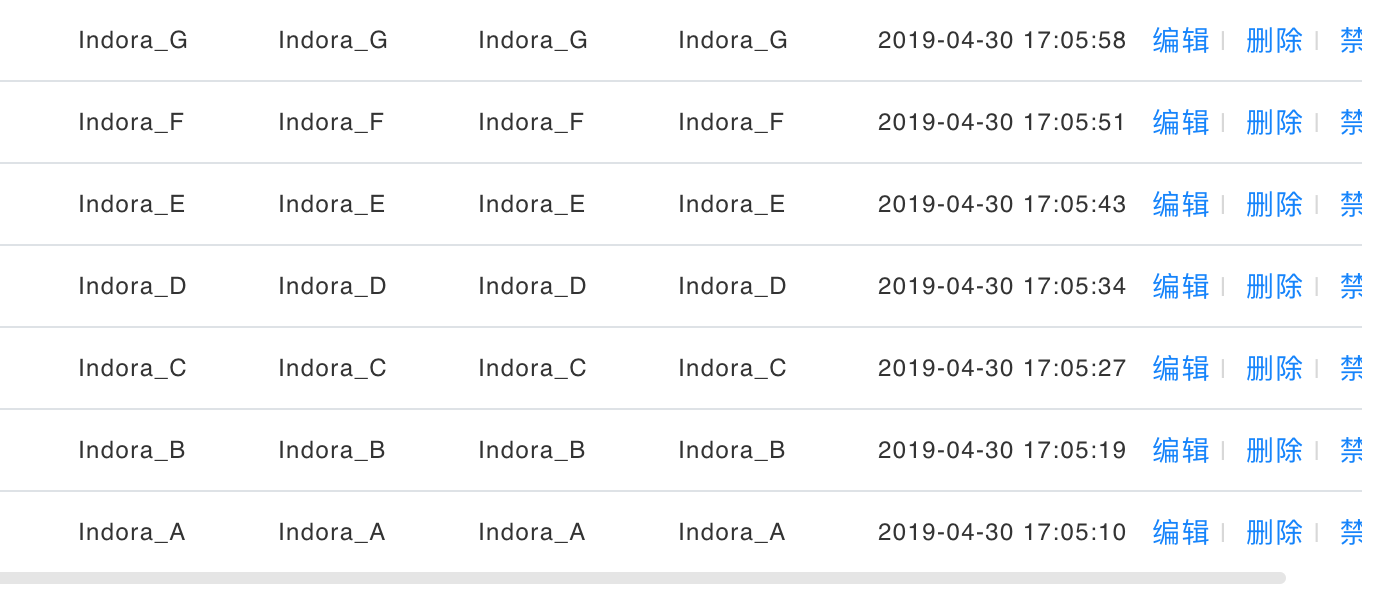 Indora_G Indora_G Indora_G Indora_G 2019-04-30 17:05:58 编辑 | 删除 | 禁
Indora_F Indora_F Indora_F Indora_F 2019-04-30 17:05:51 编辑 | 删除 | 禁
Indora_E Indora_E Indora_E Indora_E 2019-04-30 17:05:43 编辑 | 删除 | 禁
Indora_D Indora_D Indora_D Indora_D 2019-04-30 17:05:34 编辑 | 删除 | 禁
Indora_C Indora_C Indora_C Indora_C 2019-04-30 17:05:27 编辑 | 删除 | 禁
Indora_B Indora_B Indora_B Indora_B 2019-04-30 17:05:19 编辑 | 删除 | 禁
Indora_A Indora_A Indora_A Indora_A 2019-04-30 17:05:10 编辑 | 删除 | 禁